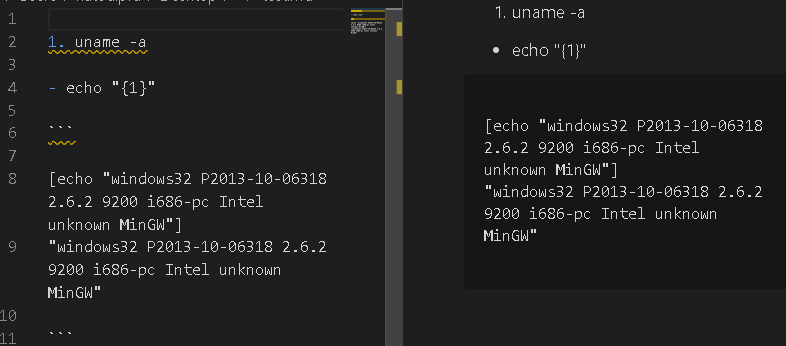 1
2 1. uname -a
3
4 - echo "{1}"
5
6 ```
7
8 [echo "windows32 P2013-10-06318
2.6.2 9200 i686-pc Intel
unknown MinGW"]
9 "windows32 P2013-10-06318 2.6.2
9200 i686-pc Intel unknown
MinGW"
10
11 ```
1. uname -a
• echo "{1}"
[echo "windows32 P2013-10-06318
2.6.2 9200 i686-pc Intel
unknown MinGW"]
"windows32 P2013-10-06318 2.6.2
9200 i686-pc Intel unknown
MinGW"